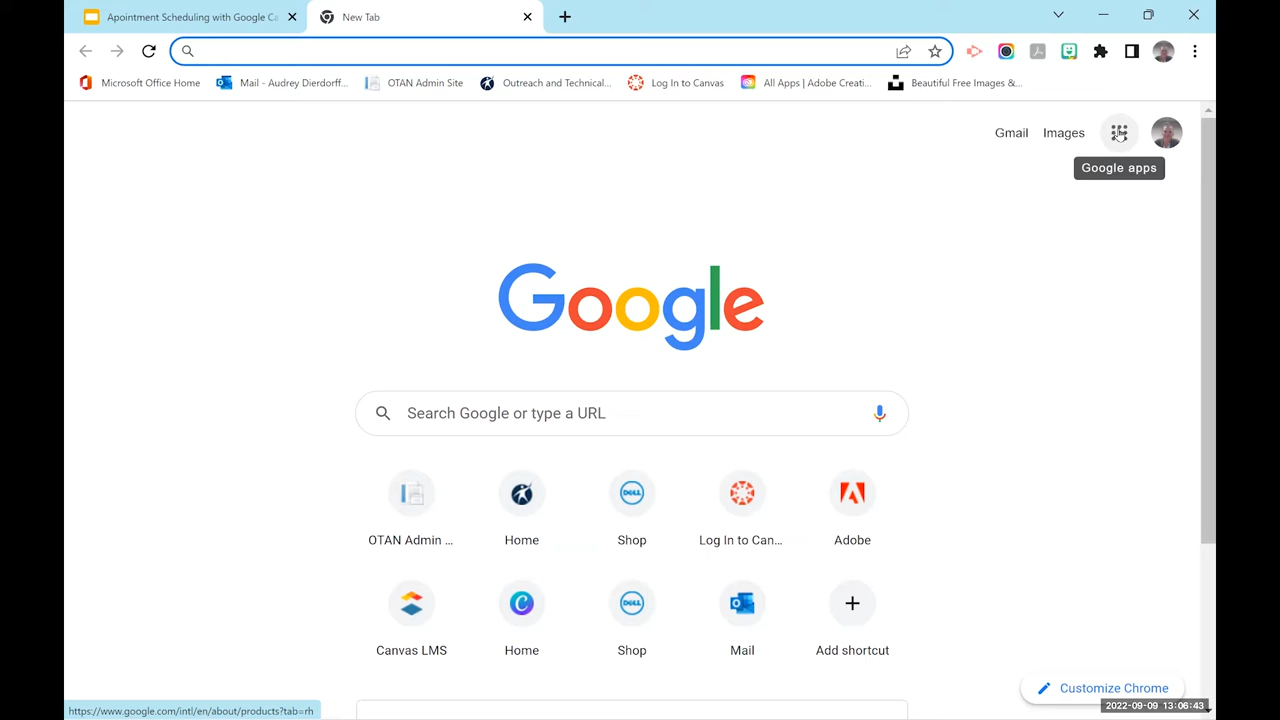 Apointment Scheduling with Google Ca
New Tab
Microsoft Office Home
Mail - Audrey Dierdorff...
OTAN Admin Site
Outreach and Technical...
Log In to Canvas
All Apps | Adobe Creati...
Beautiful Free Images &...
Gmail
Images
Google apps
Google
Search Google or type a URL
DELL
OTAN Admin ...
Home
Shop
Log In to Can...
Adobe
DELL
Canvas LMS
Home
Shop
Mail
Add shortcut
Customize Chrome
https://www.google.com/intl/en/about/products?tab=rh
2022-09-09 13:06:43